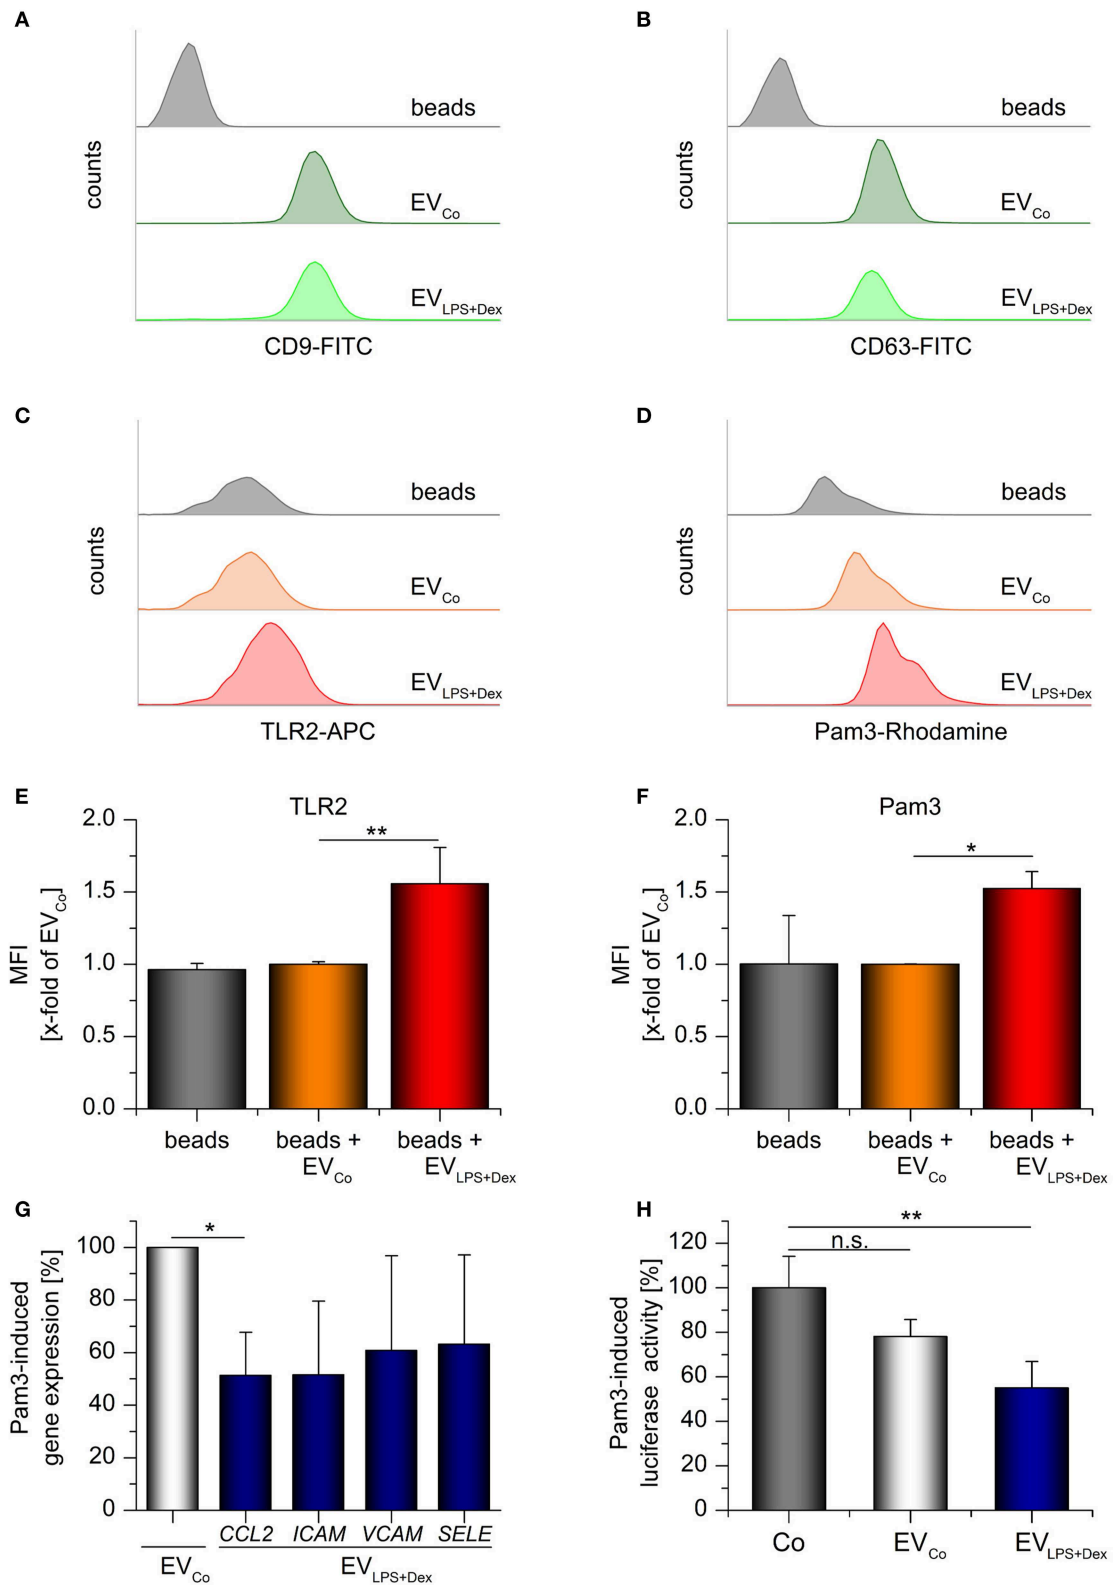 A
B
beads
EVCo
EVLPS+Dex
counts
CD9-FITC
beads
EVCo
EVLPS+Dex
counts
CD63-FITC
C
D
beads
EVCo
EVLPS+Dex
counts
TLR2-APC
beads
EVCo
EVLPS+Dex
counts
Pam3-Rhodamine
E
TLR2
MFI
[x-fold of EVCo]
2.0
1.5
1.0
0.5
0.0
**
beads
beads +
EVCo
beads +
EVLPS+Dex
F
Pam3
MFI
[x-fold of EVCo]
2.0
1.5
1.0
0.5
0.0
*
beads
beads +
EVCo
beads +
EVLPS+Dex
G
Pam3-induced
gene expression [%]
100
80
60
40
20
0
*
CCL2 ICAM VCAM SELE
EVCo EVLPS+Dex
H
Pam3-induced
luciferase activity [%]
120
100
80
60
40
20
0
**
n.s.
Co EVCo EVLPS+Dex